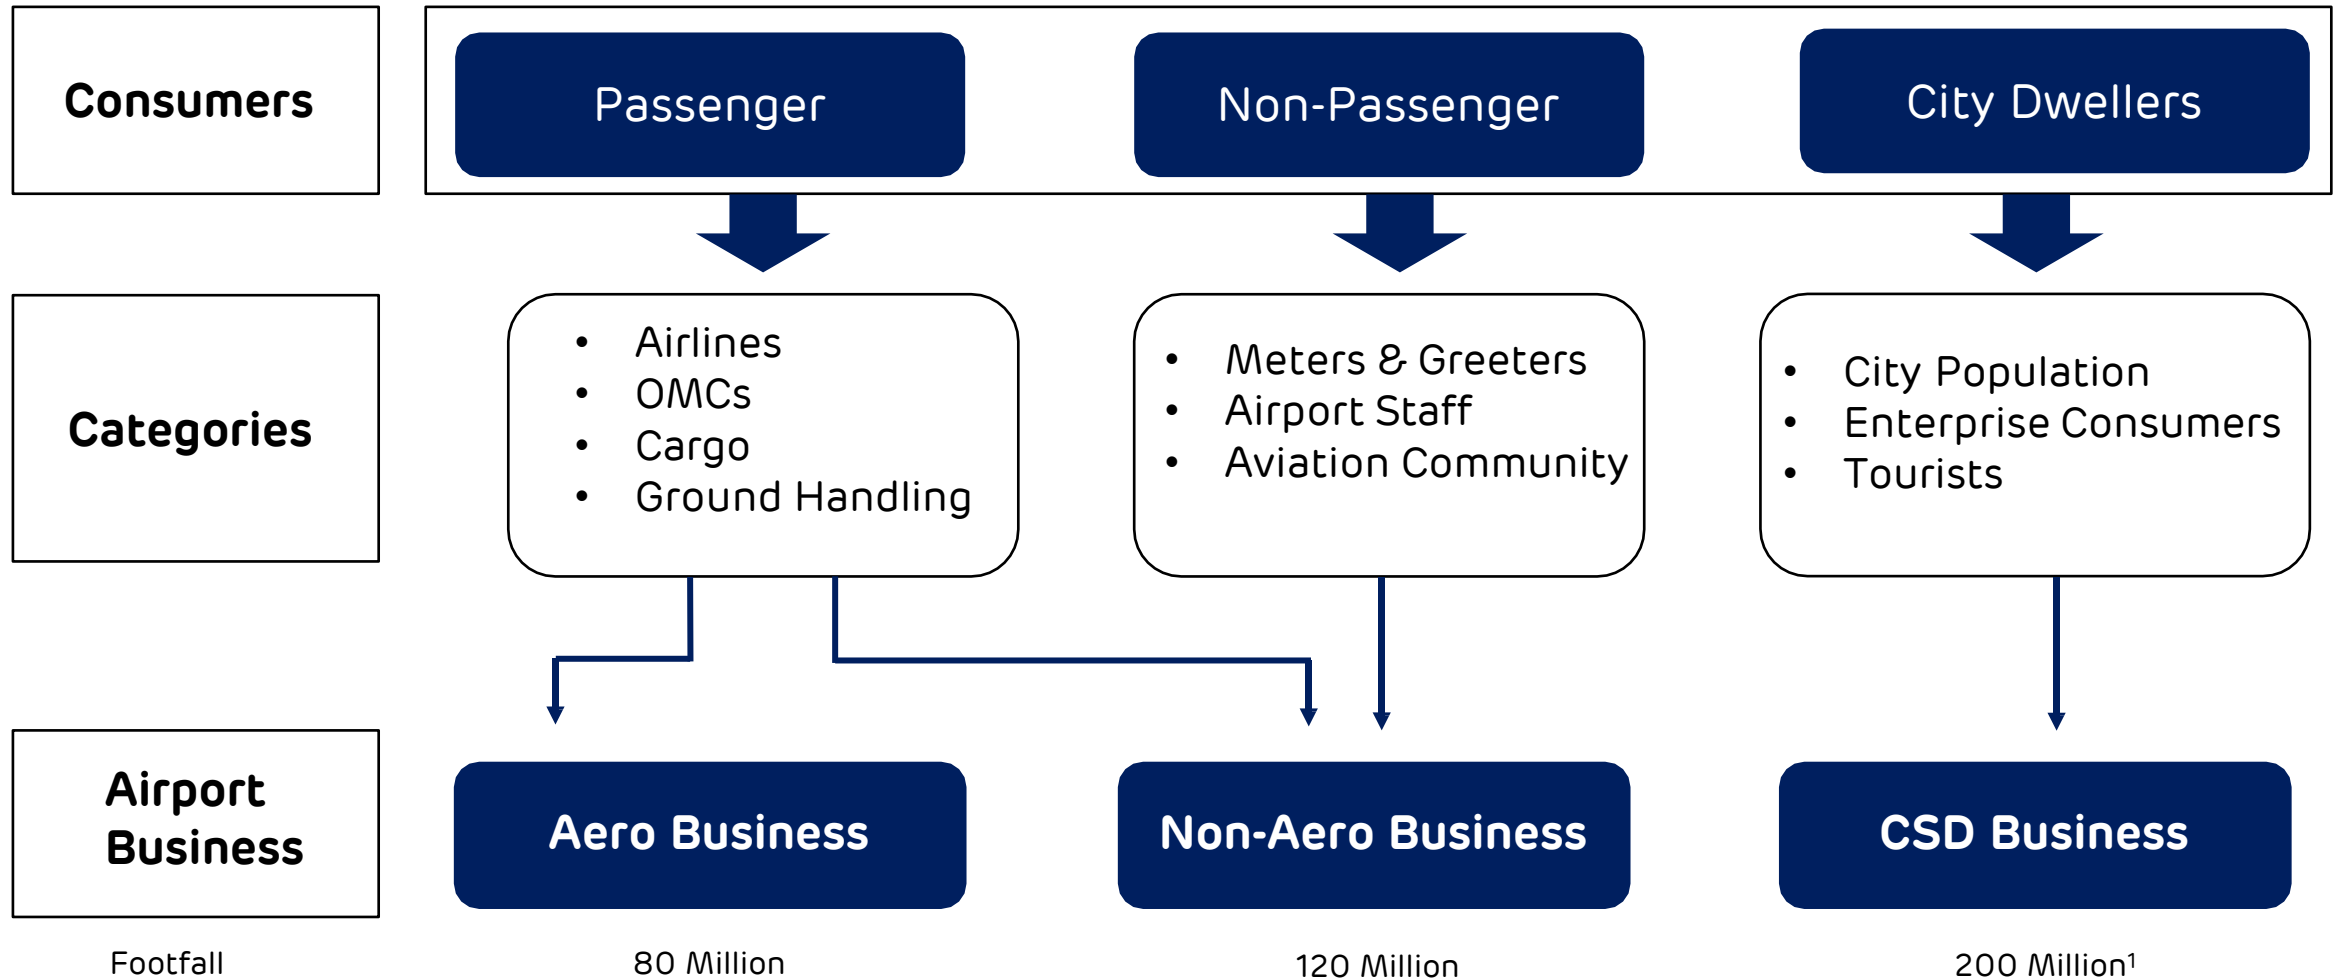 Consumers
Passenger
Non-Passenger
City Dwellers
Categories
• Airlines
• OMCs
• Cargo
• Ground Handling
• Meters & Greeters
• Airport Staff
• Aviation Community
• City Population
• Enterprise Consumers
• Tourists
Airport
Business
Aero Business
Non-Aero Business
CSD Business
Footfall
80 Million
120 Million
200 Million¹